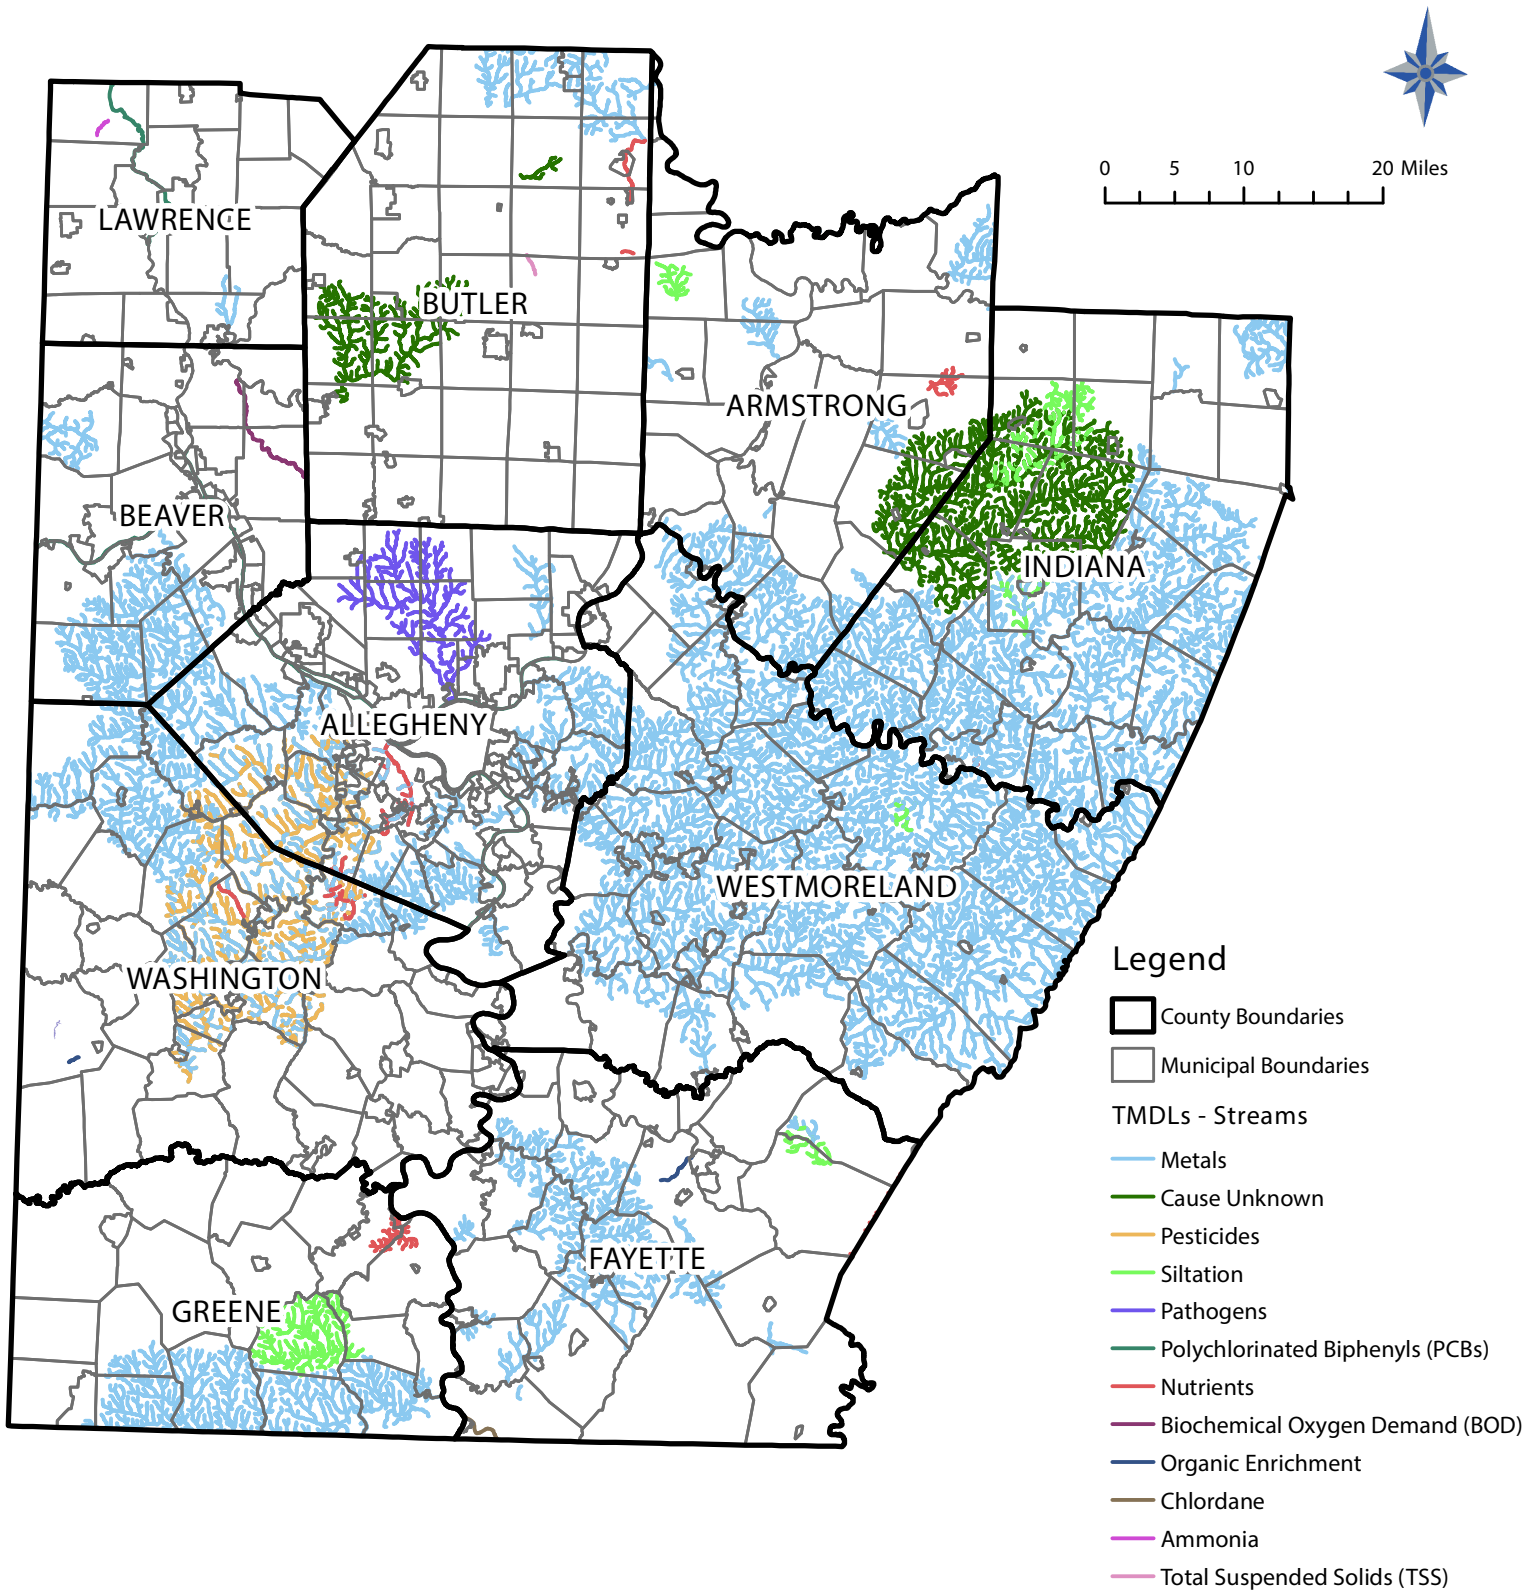 0 5 10 20 Miles
LAWRENCE
BUTLER
ARMSTRONG
BEAVER
INDIANA
ALLEGHENY
WESTMORELAND
WASHINGTON
FAYETTE
GREENE
Legend
County Boundaries
Municipal Boundaries
TMDLs - Streams
Metals
Cause Unknown
Pesticides
Siltation
Pathogens
Polychlorinated Biphenyls (PCBs)
Nutrients
Biochemical Oxygen Demand (BOD)
Organic Enrichment
Chlordane
Ammonia
Total Suspended Solids (TSS)